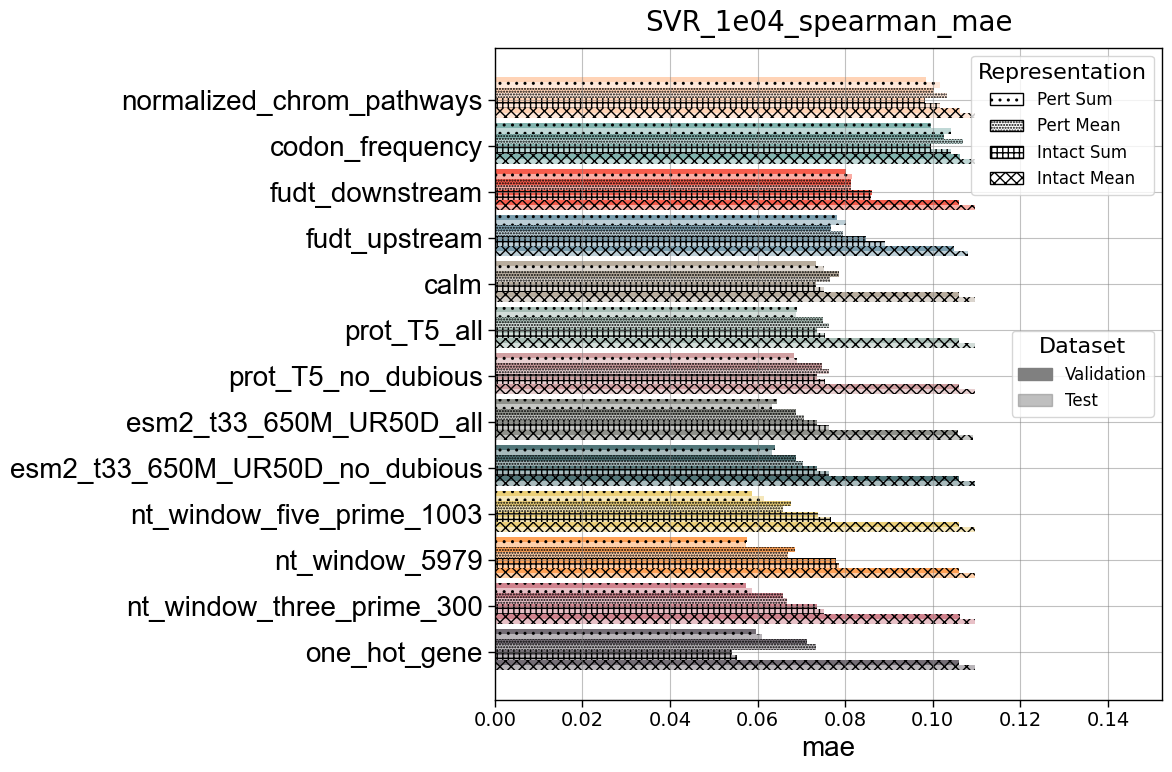 SVR_1e04_spearman_mae
normalized_chrom_pathways
codon_frequency
fudt_downstream
fudt_upstream
calm
prot_T5_all
prot_T5_no_dubious
esm2_t33_650M_UR50D_all
esm2_t33_650M_UR50D_no_dubious
nt_window_five_prime_1003
nt_window_5979
nt_window_three_prime_300
one_hot_gene
Representation
Pert Sum
Pert Mean
Intact Sum
Intact Mean
Dataset
Validation
Test
0.00 0.02 0.04 0.06 0.08 0.10 0.12 0.14
mae